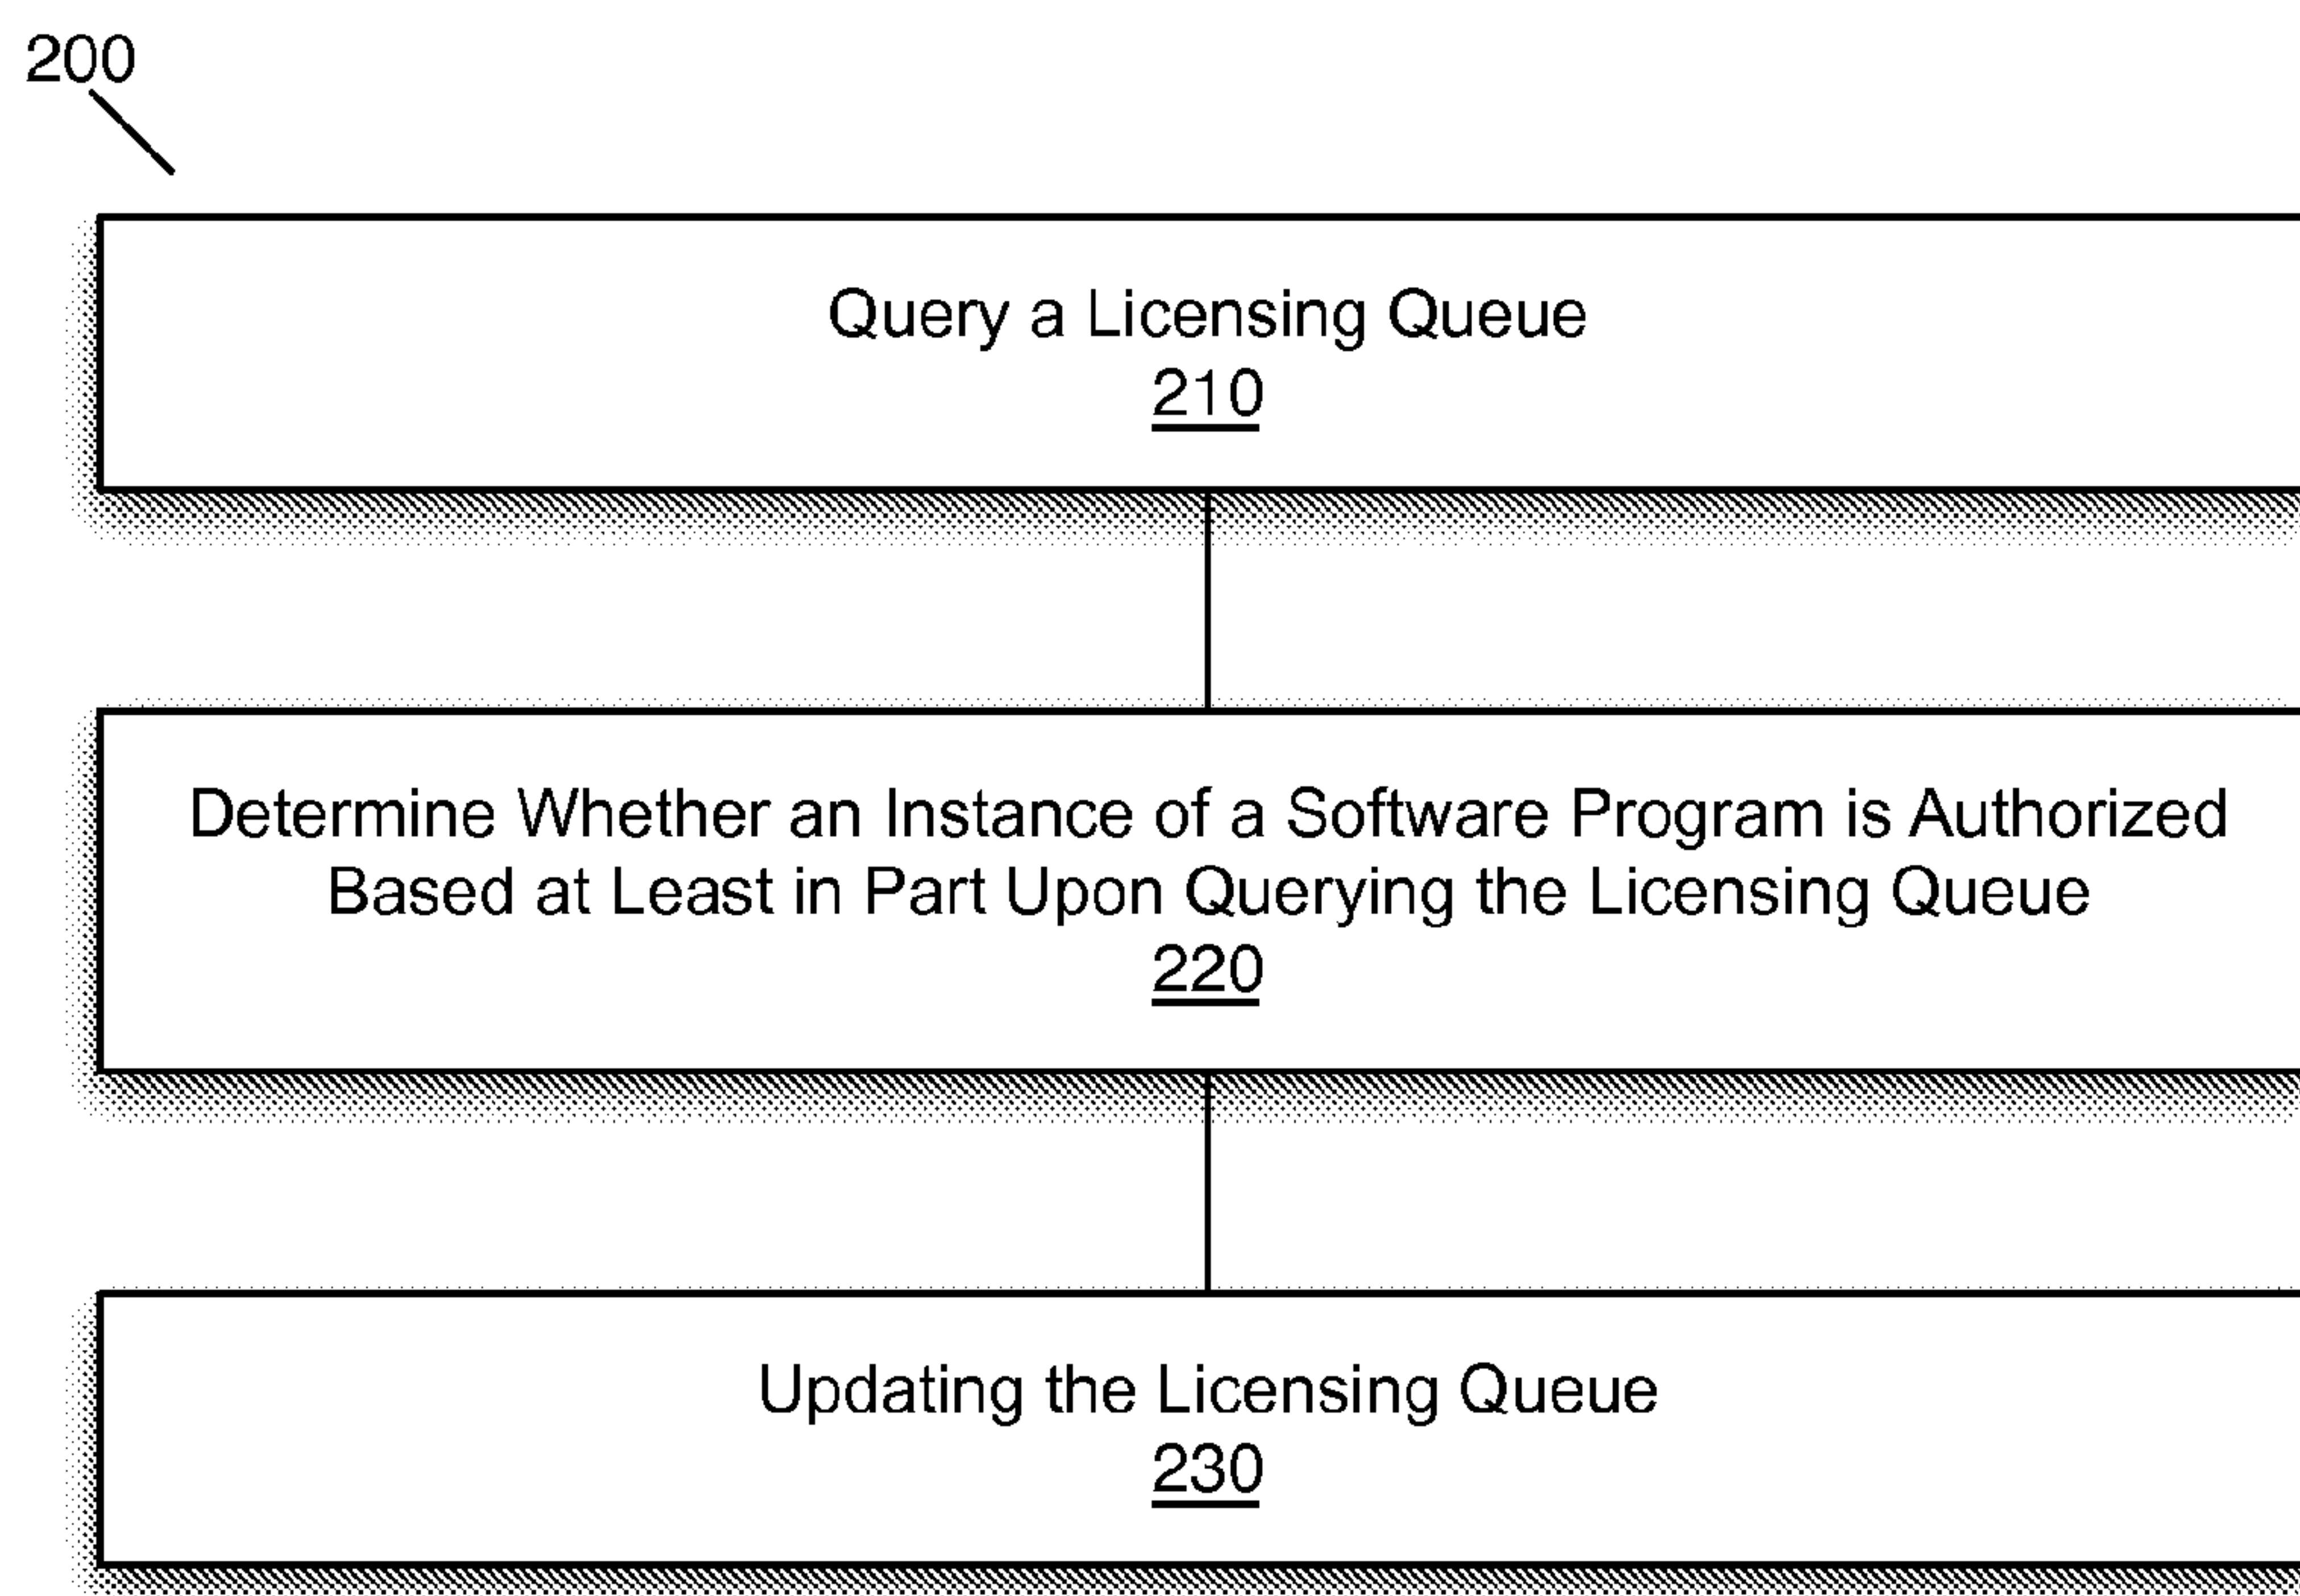 200
Query a Licensing Queue
210
Determine Whether an Instance of a Software Program is Authorized
Based at Least in Part Upon Querying the Licensing Queue
220
Updating the Licensing Queue
230